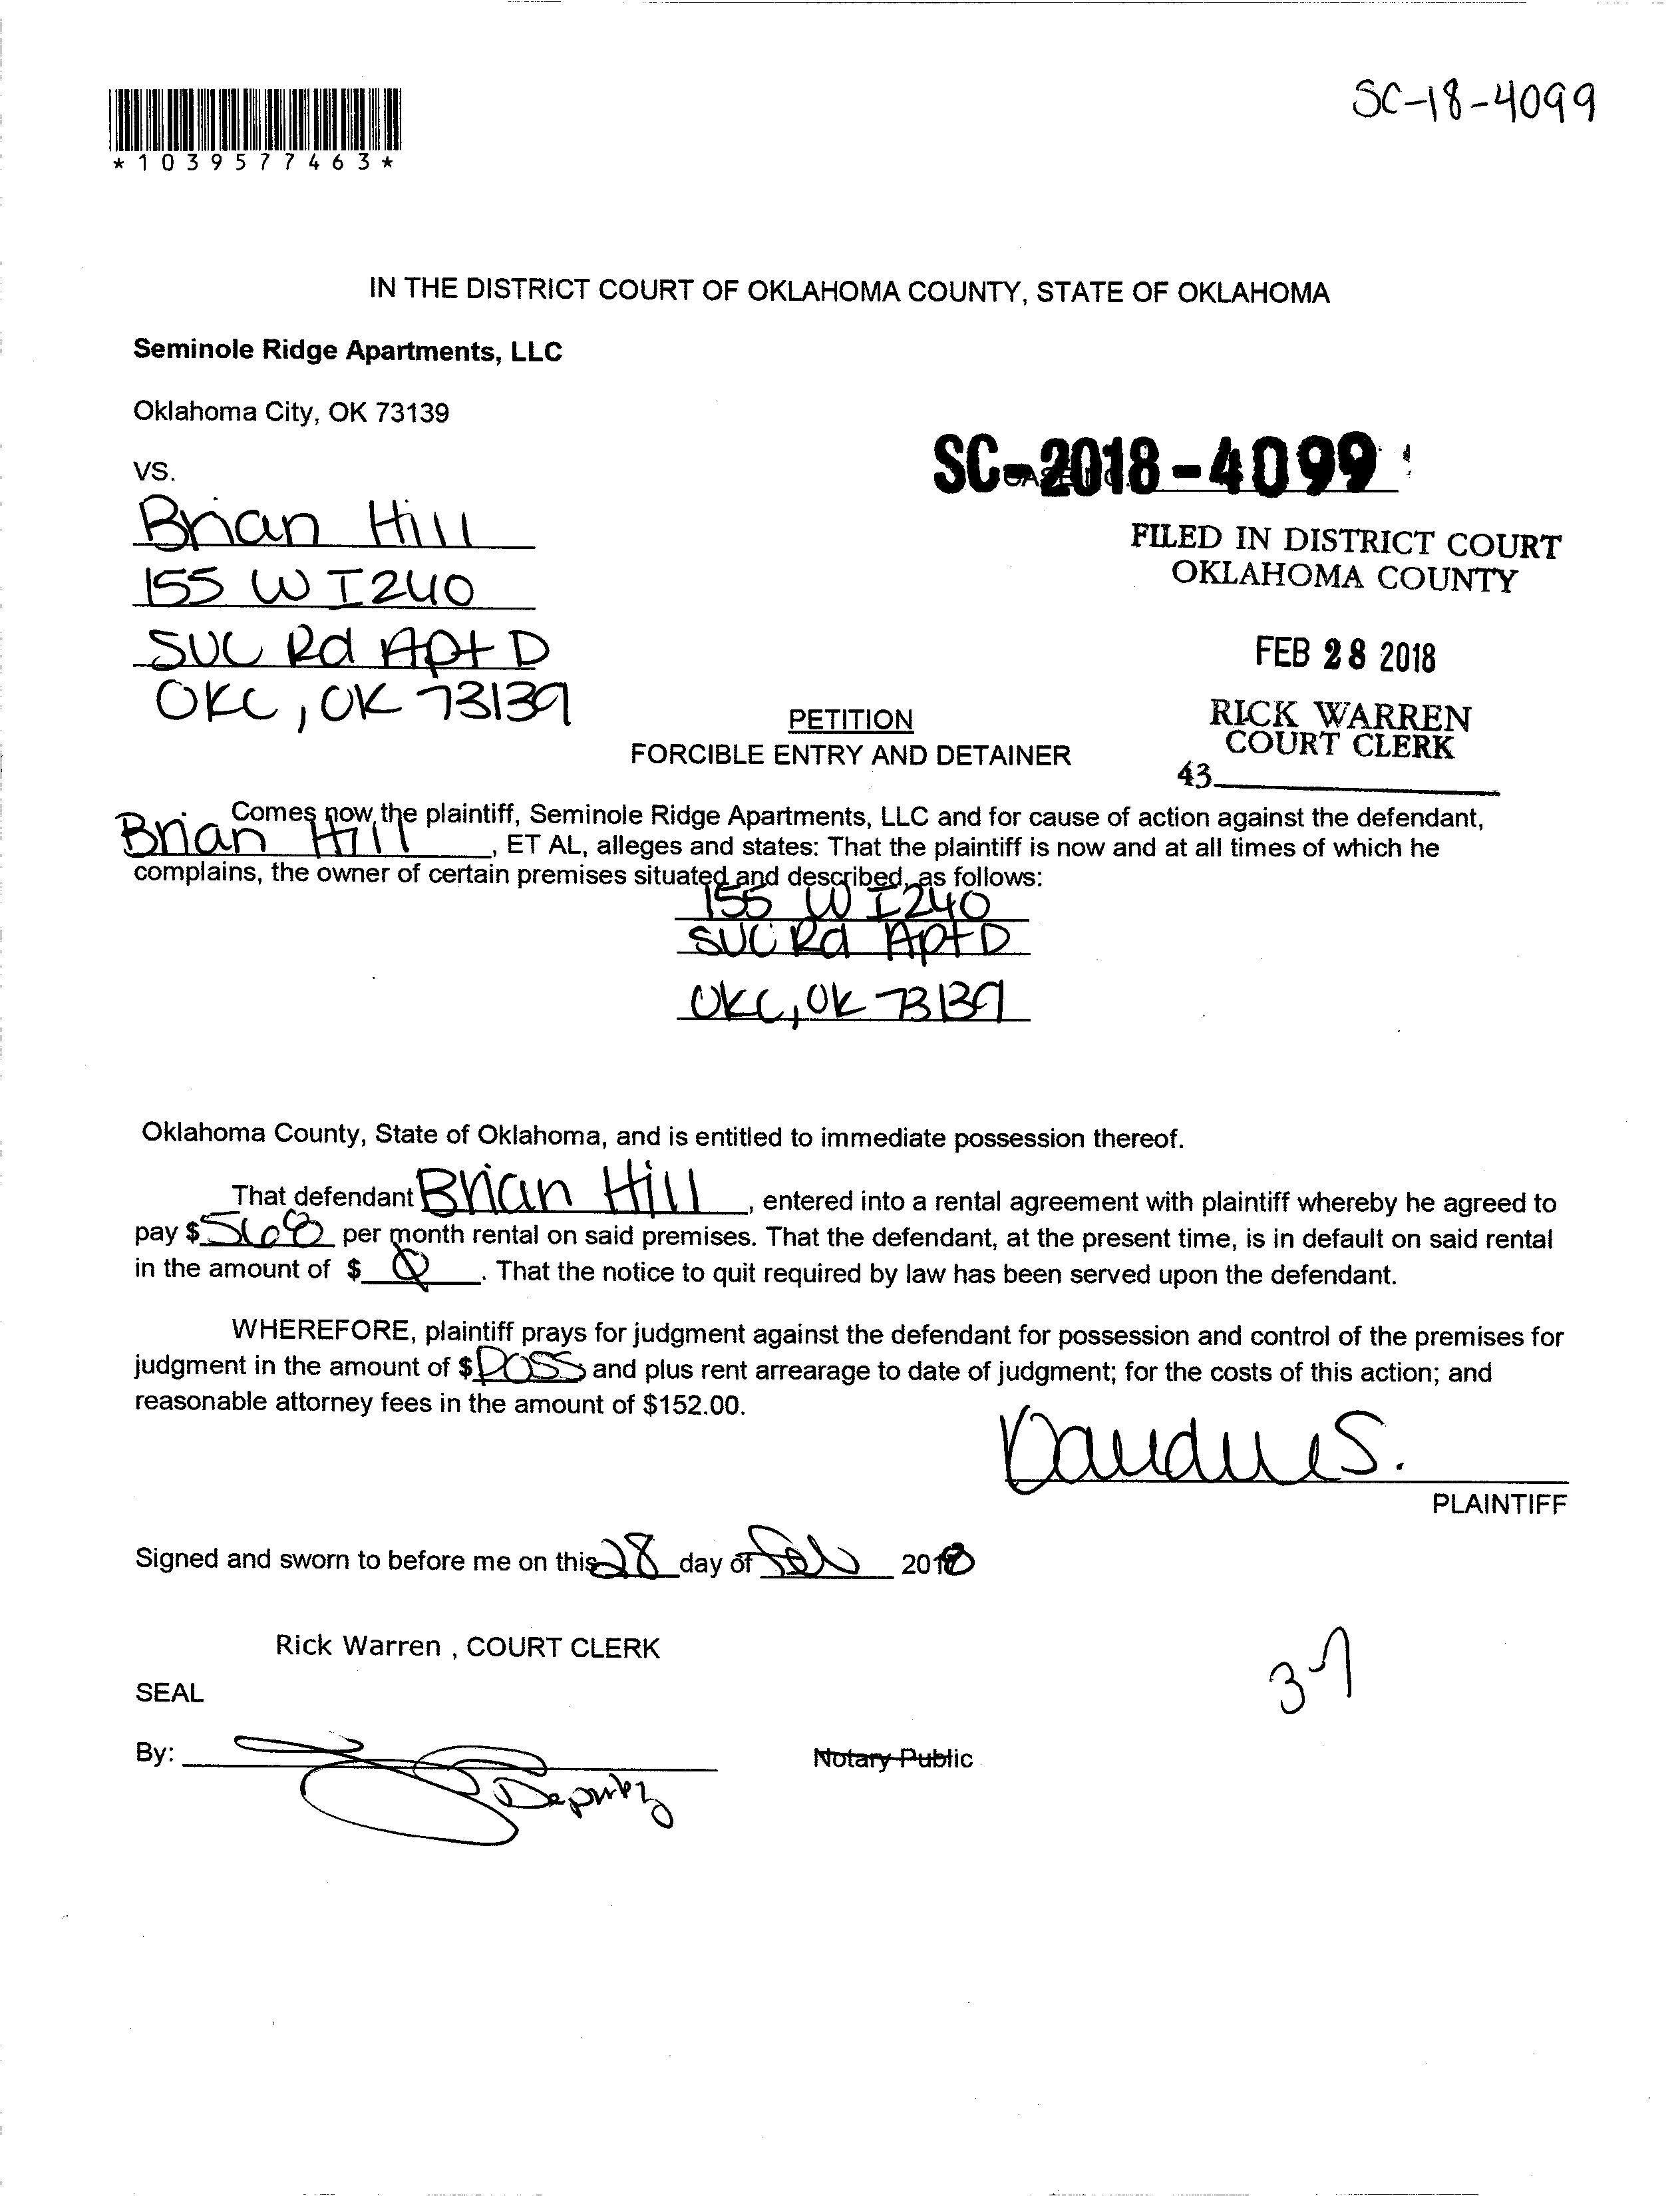 SC-18-4099
*1039577463*
IN THE DISTRICT COURT OF OKLAHOMA COUNTY, STATE OF OKLAHOMA
Seminole Ridge Apartments, LLC
Oklahoma City, OK 73139
SC-2018-4099
VS.
Brian Hill
155 W I240
SVC Rd Apt D
OKC, OK 73139
FILED IN DISTRICT COURT
OKLAHOMA COUNTY
FEB 28 2018
RICK WARREN
COURT CLERK
43
PETITION
FORCIBLE ENTRY AND DETAINER
Comes now the plaintiff, Seminole Ridge Apartments, LLC and for cause of action against the defendant,
Brian Hill, ET AL, alleges and states: That the plaintiff is now and at all times of which he
complains, the owner of certain premises situated and described, as follows:
155 W I240
SVC Rd Apt D
OKC, OK 73139
Oklahoma County, State of Oklahoma, and is entitled to immediate possession thereof.
That defendant Brian Hill, entered into a rental agreement with plaintiff whereby he agreed to
pay $568 per month rental on said premises. That the defendant, at the present time, is in default on said rental
in the amount of $ 0. That the notice to quit required by law has been served upon the defendant.
WHEREFORE, plaintiff prays for judgment against the defendant for possession and control of the premises for
judgment in the amount of $ POSS and plus rent arrearage to date of judgment; for the costs of this action; and
reasonable attorney fees in the amount of $152.00.
PLAINTIFF
Signed and sworn to before me on this 28 day of Feb 2018
Rick Warren , COURT CLERK
SEAL
37
By:
Notary Public
Deputy